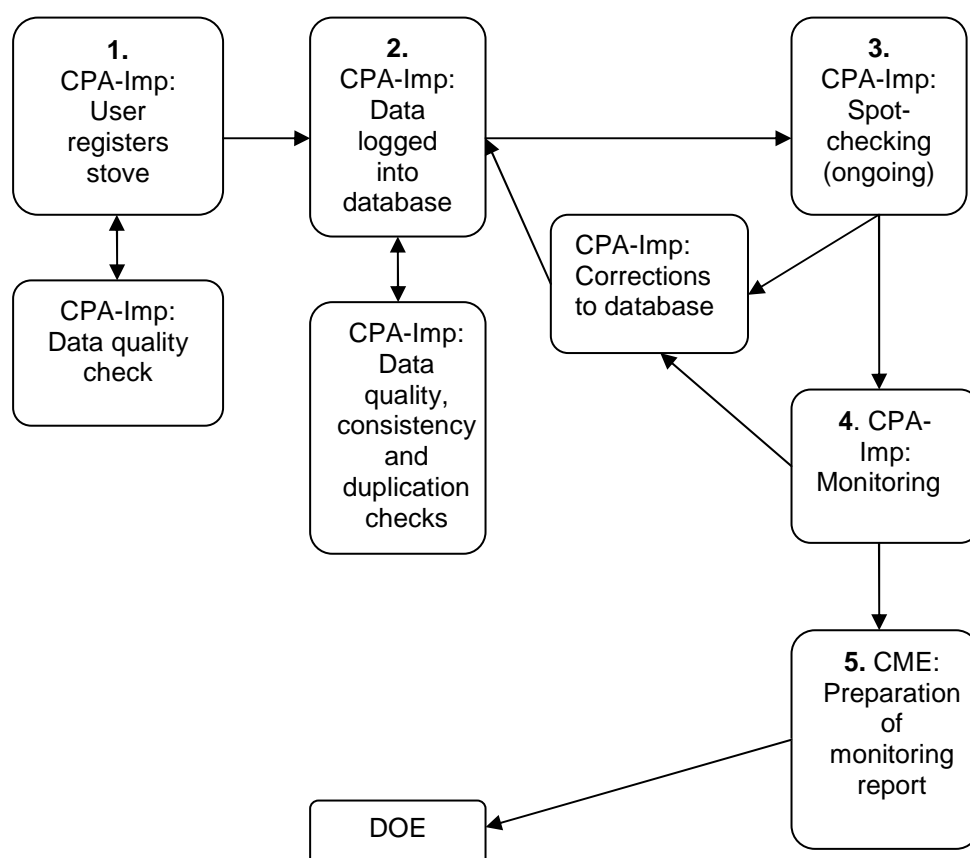 1.
CPA-Imp:
User
registers
stove
2.
CPA-Imp:
Data
logged
into
database
3.
CPA-Imp:
Spot-
checking
(ongoing)
CPA-Imp:
Corrections
to database
CPA-Imp:
Data quality
check
CPA-Imp:
Data
quality,
consistency
and
duplication
checks
4. CPA-
Imp:
Monitoring
5. CME:
Preparation
of
monitoring
report
DOE